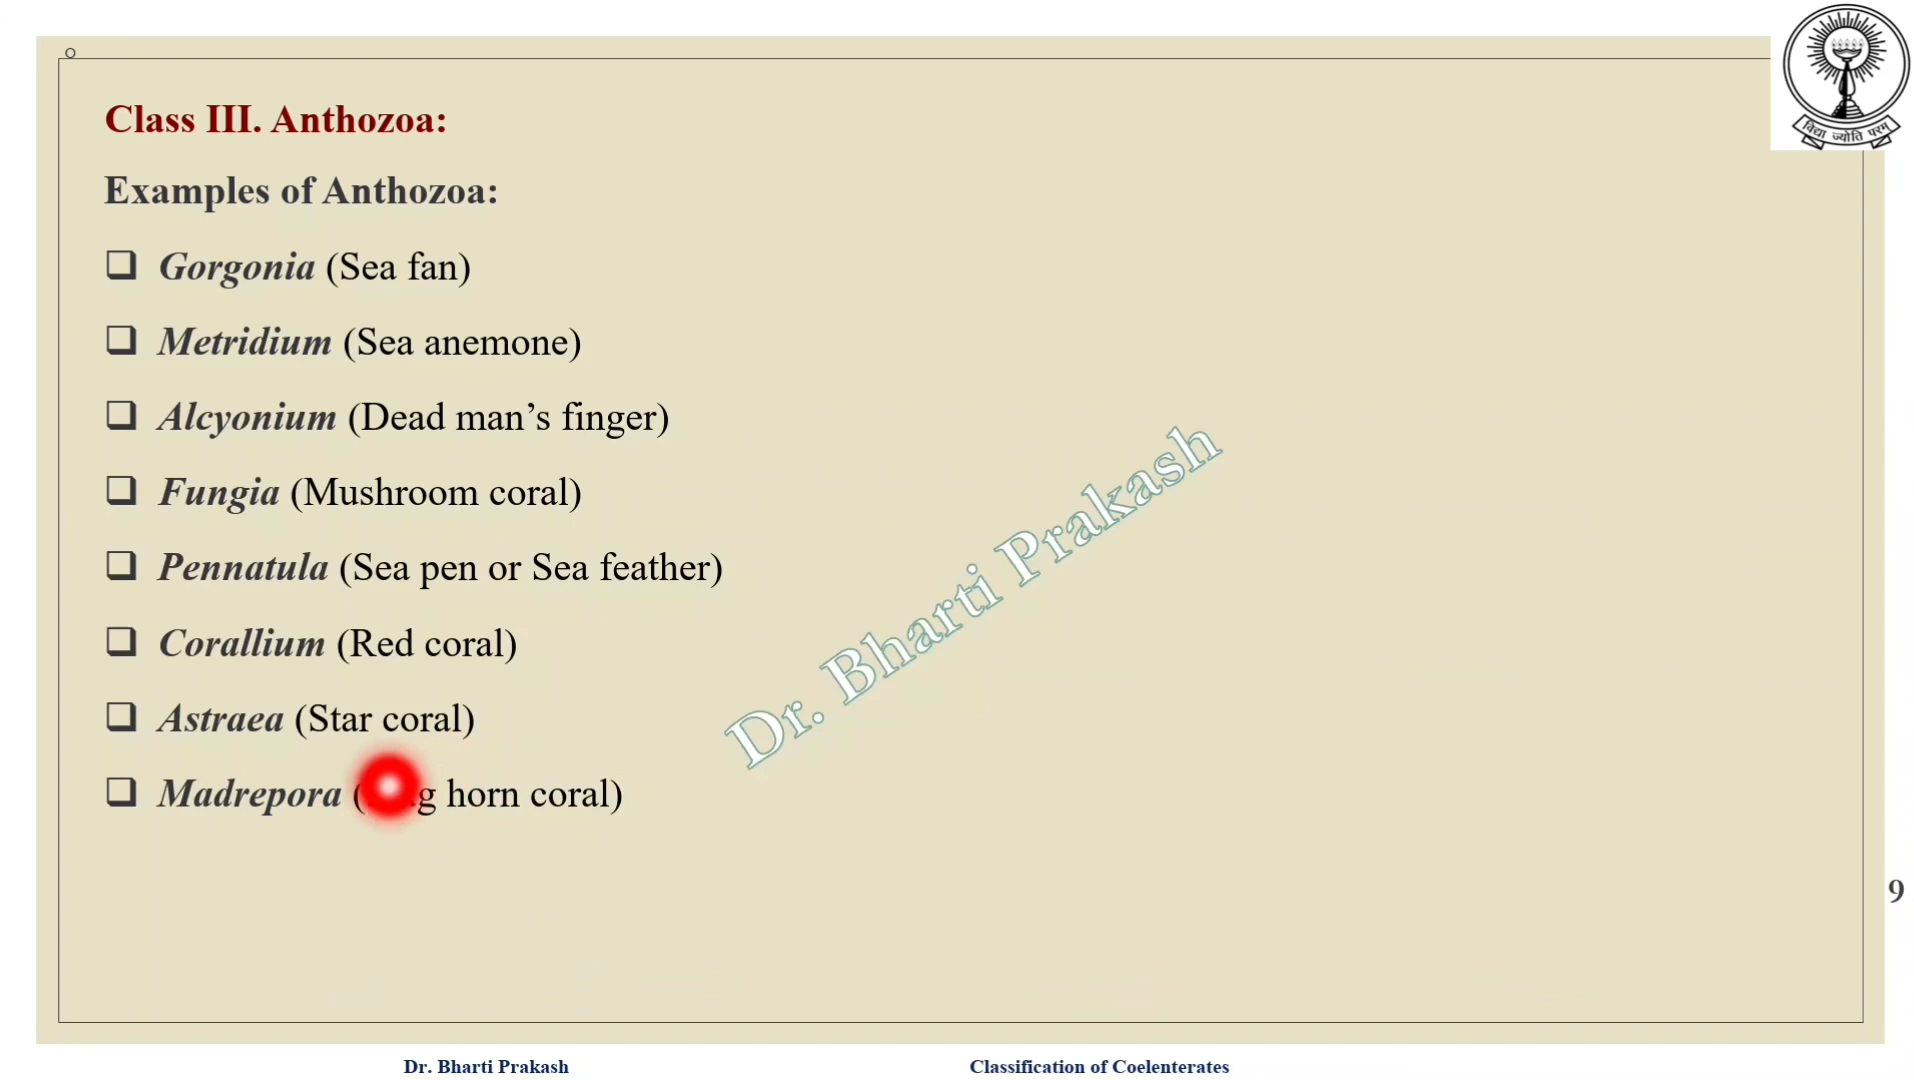 विद्या ज्योति परम्
Class III. Anthozoa:
Examples of Anthozoa:
Gorgonia (Sea fan)
Metridium (Sea anemone)
Alcyonium (Dead man’s finger)
Fungia (Mushroom coral)
Pennatula (Sea pen or Sea feather)
Corallium (Red coral)
Astraea (Star coral)
Madrepora ( horn coral)
Dr. Bharti Prakash
9
Dr. Bharti Prakash
Classification of Coelenterates